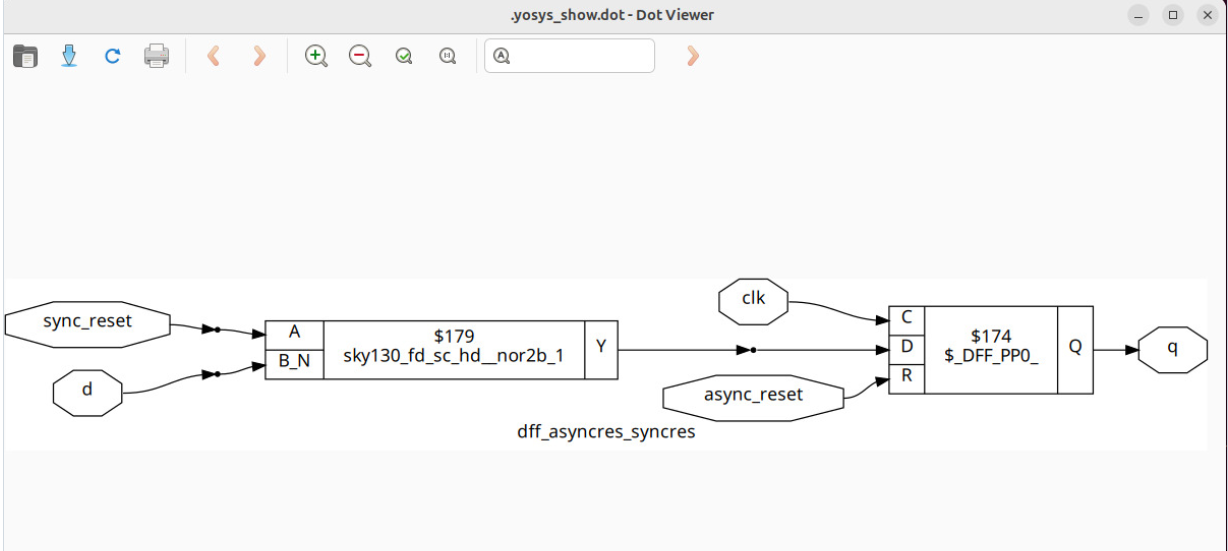 .yosys_show.dot - Dot Viewer
sync_reset
d
A
B_N
$179
sky130_fd_sc_hd__nor2b_1
Y
clk
async_reset
C
D
R
$174
$_DFF_PP0_
Q
q
dff_asyncres_syncres